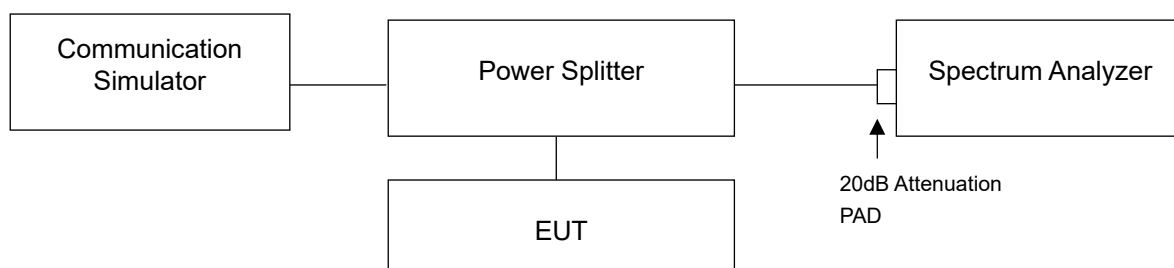 Communication
Simulator
Power Splitter
Spectrum Analyzer
20dB Attenuation
PAD
EUT